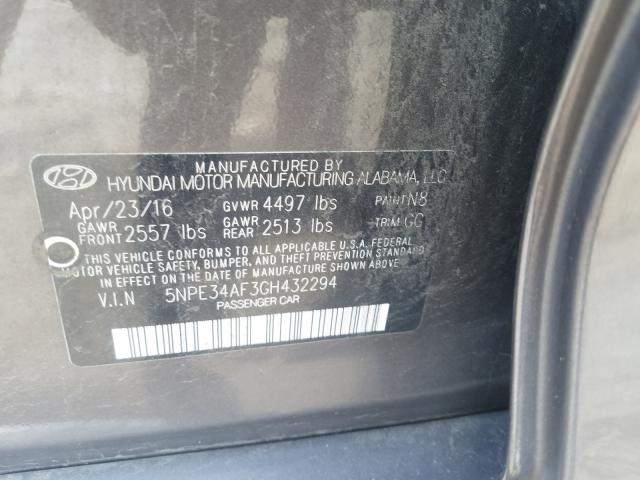 MANUFACTURED BY
HYUNDAI MOTOR MANUFACTURING ALABAMA, LLC
Apr/23/16 GVWR 4497 lbs PAINT N8
GAWR FRONT 2557 lbs GAWR REAR 2513 lbs TRIM GG
THIS VEHICLE CONFORMS TO ALL APPLICABLE U.S.A. FEDERAL
MOTOR VEHICLE SAFETY, BUMPER, AND THEFT PREVENTION
STANDARDS IN EFFECT ON THE DATE OF MANUFACTURE SHOWN ABOVE.
V.I.N 5NPE34AF3GH432294
PASSENGER CAR